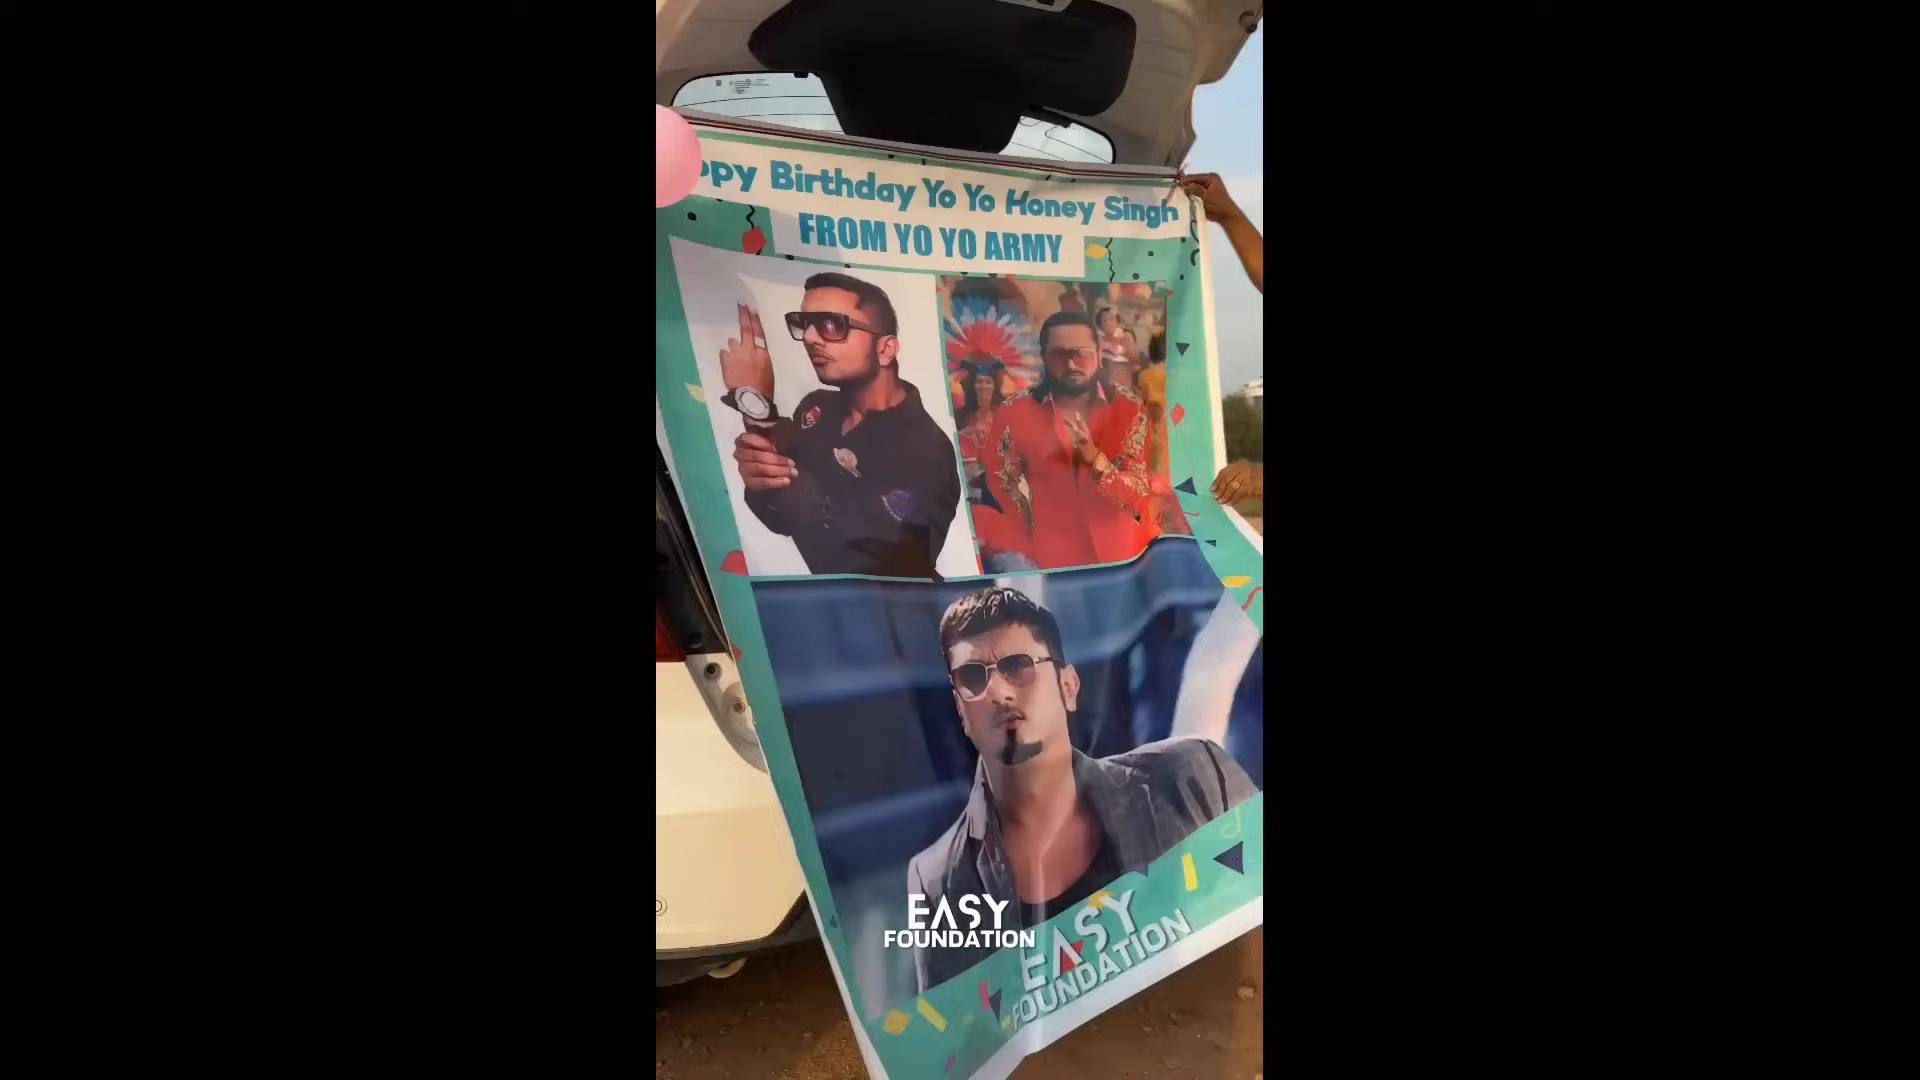 ppy Birthday Yo Yo Honey Singh
FROM YO YO ARMY
EASY
FOUNDATION
EASY
FOUNDATION